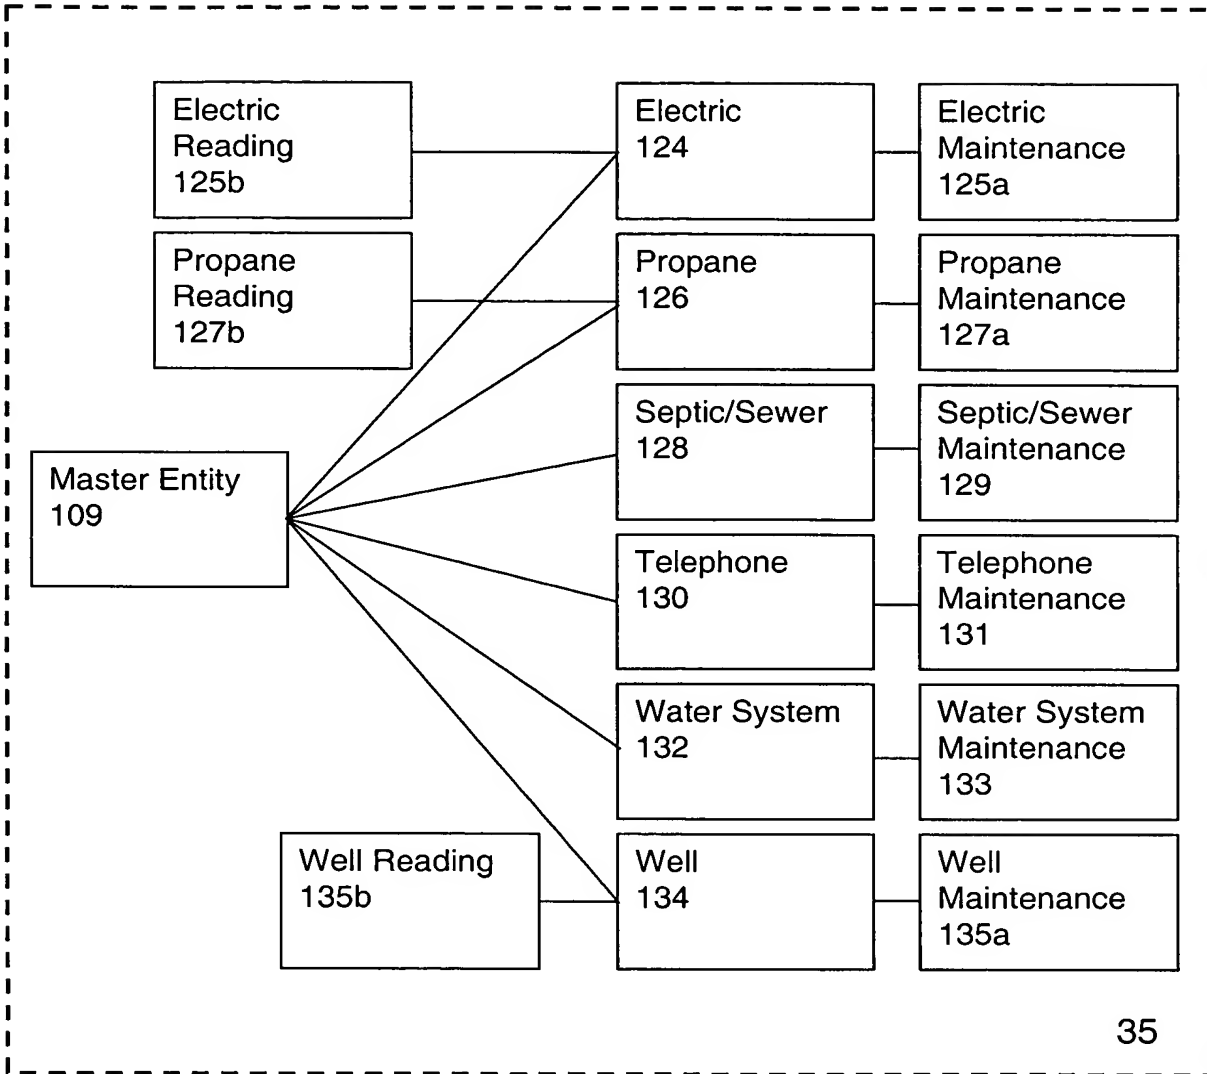 Electric
Reading
125b
Electric
124
Electric
Maintenance
125a
Propane
Reading
127b
Propane
126
Propane
Maintenance
127a
Septic/Sewer
128
Septic/Sewer
Maintenance
129
Master Entity
109
Telephone
130
Telephone
Maintenance
131
Water System
132
Water System
Maintenance
133
Well Reading
135b
Well
134
Well
Maintenance
135a
35